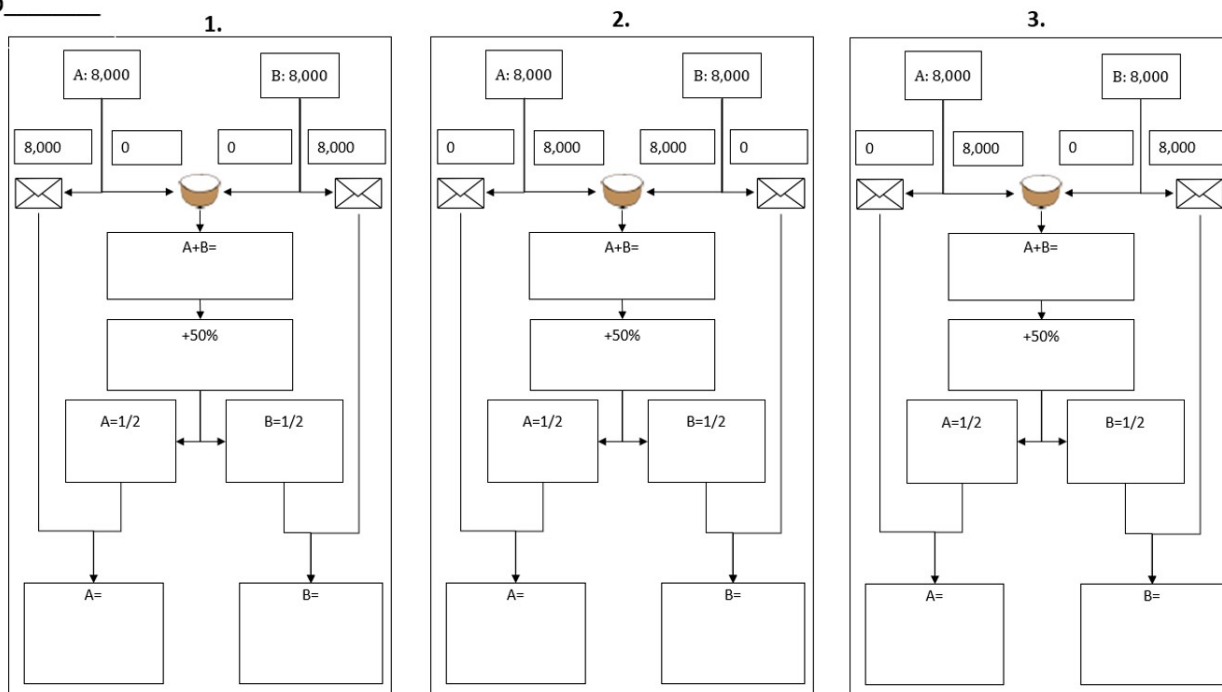 1.
A: 8,000
B: 8,000
8,000
0
0
8,000
A+B=
+50%
A=1/2
B=1/2
A=
B=
2.
A: 8,000
B: 8,000
0
8,000
8,000
0
A+B=
+50%
A=1/2
B=1/2
A=
B=
3.
A: 8,000
B: 8,000
0
8,000
0
8,000
A+B=
+50%
A=1/2
B=1/2
A=
B=